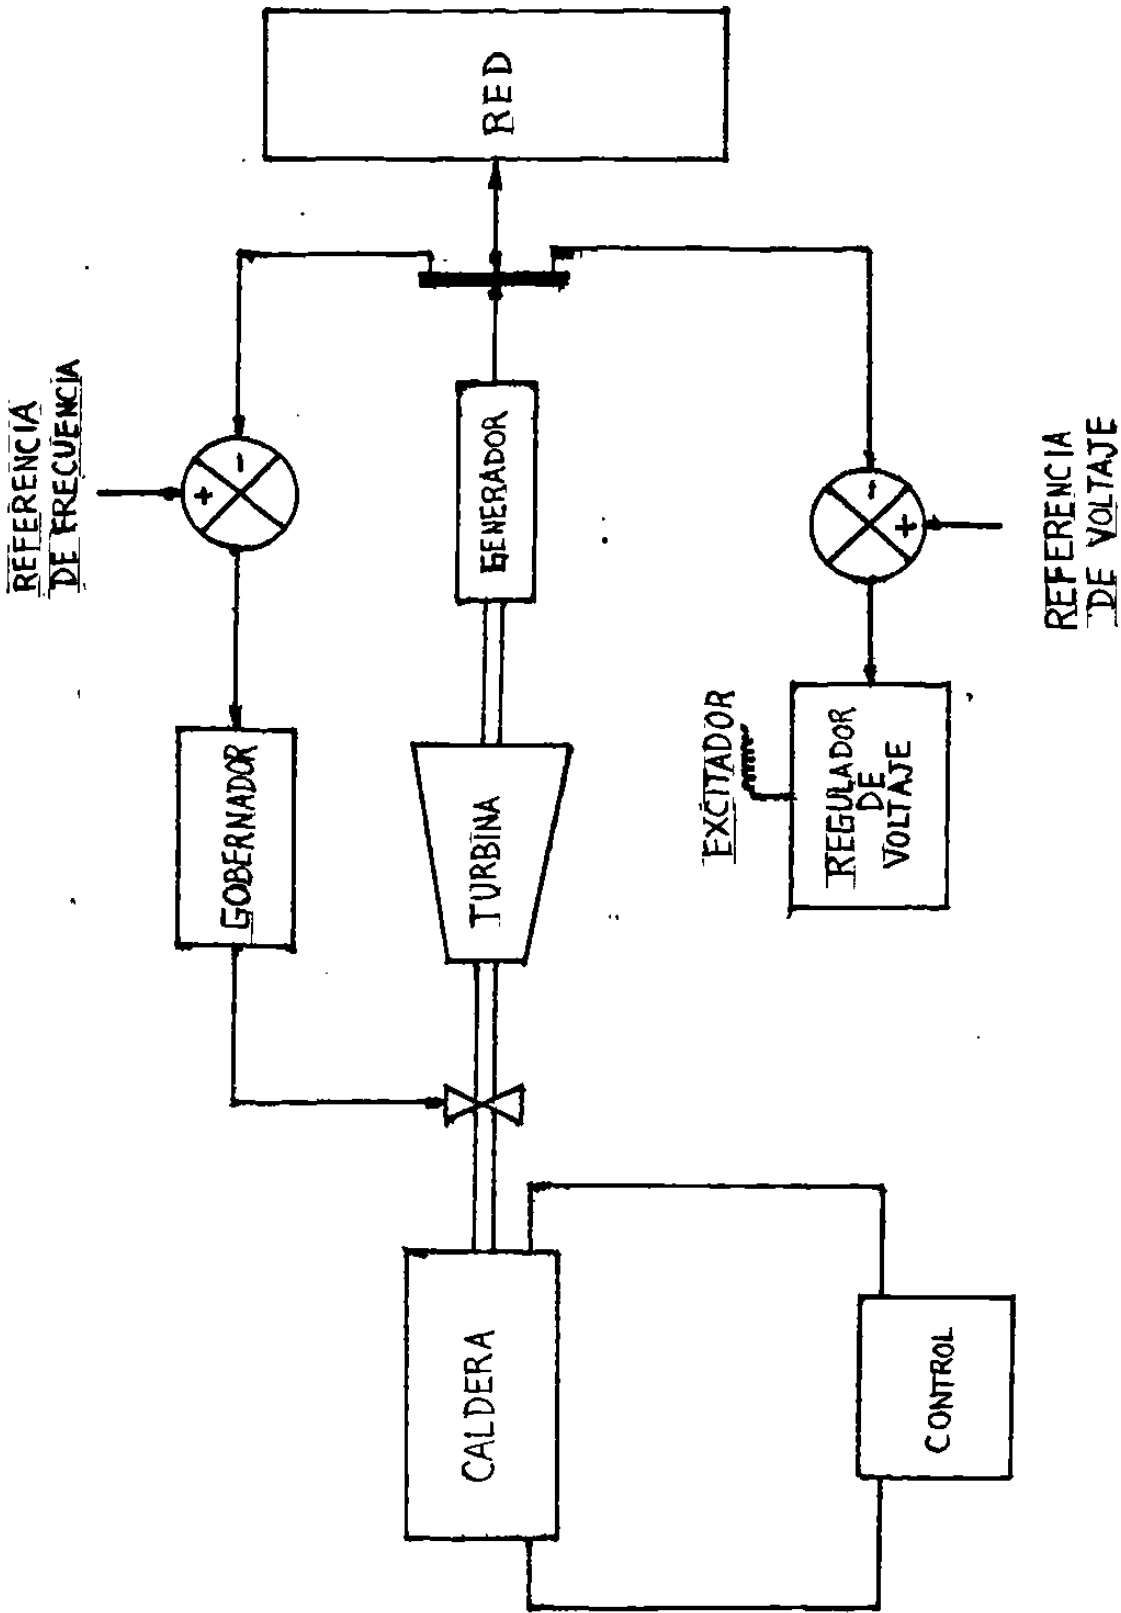 REFERENCIA
DE FRECUENCIA
+
-
GOBERNADOR
CALDERA
TURBINA
GENERADOR
RED
EXCITADOR
REGULADOR
DE
VOLTAJE
-
+
CONTROL
REFERENCIA
DE VOLTAJE